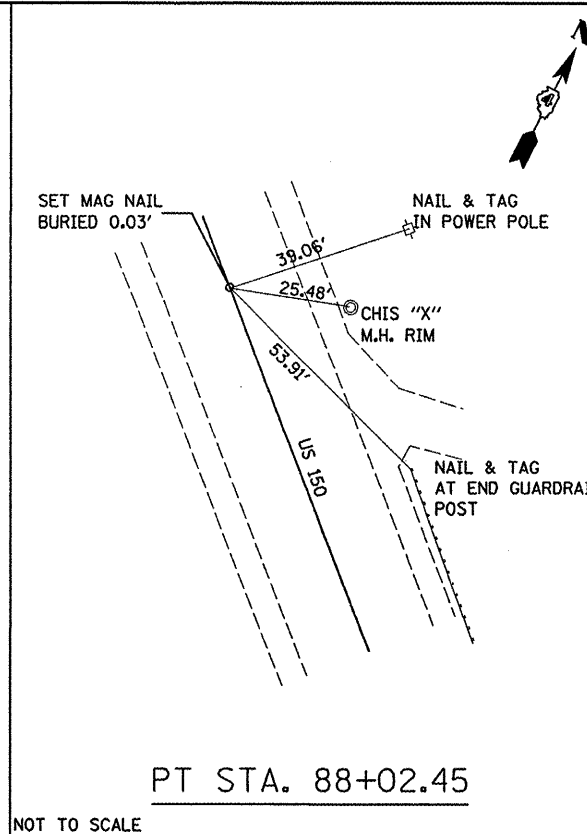 SET MAG NAIL
BURIED 0.03'
NAIL & TAG
IN POWER POLE
39.06'
25.48'
CHIS "X"
M.H. RIM
53.91'
US 150
NAIL & TAG
AT END GUARDRAI
POST
PT STA. 88+02.45
NOT TO SCALE